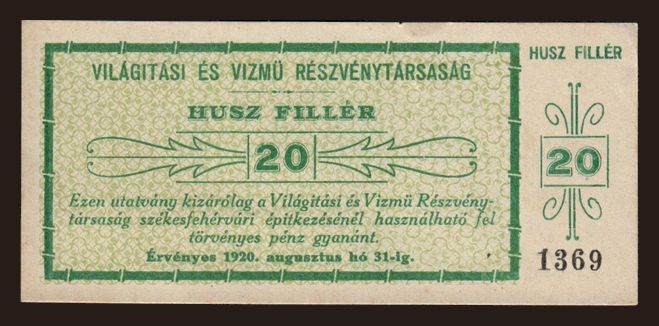 VILÁGITÁSI ÉS VIZMÜ RÉSZVÉNYTÁRSASÁG
HUSZ FILLÉR
20
Ezen utatvány kizárólag a Világitási és Vizmü Részvény-
társaság székesfehérvári épitkezésénél használható fel
törvényes pénz gyanánt.
Érvényes 1920. augusztus hó 31-ig.
HUSZ FILLÉR
20
1369